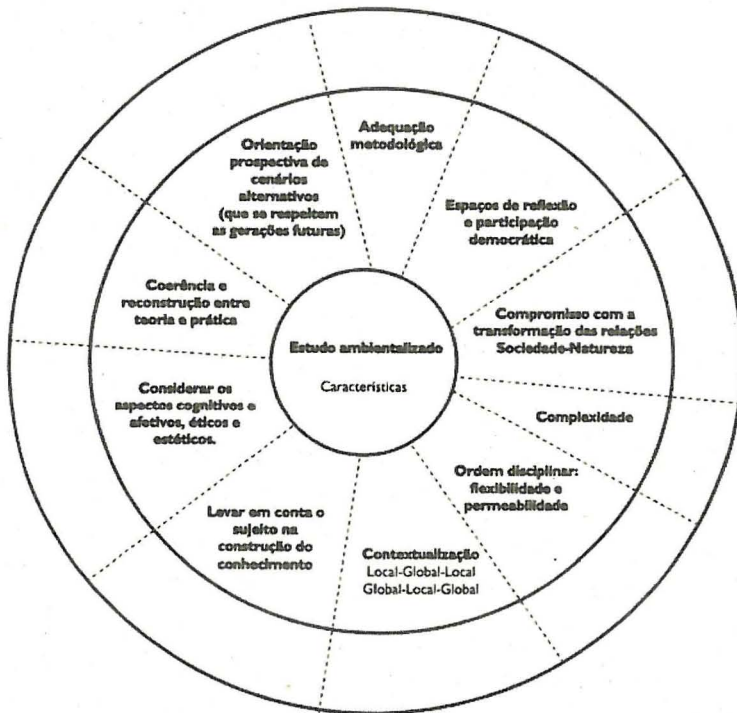 Adequação
metodológica
Espaços de reflexão
e participação
democrática
Compromisso com a
transformação das relações
Sociedade-Natureza
Complexidade
Ordem disciplinar:
flexibilidade e
permeabilidade
Contextualização
Local-Global-Local
Global-Local-Global
Levar em conta o
sujeito na
construção do
conhecimento
Considerar os
aspectos cognitivos e
afetivos, éticos e
estéticos.
Coerência e
reconstrução entre
teoria e prática
Orientação
prospectiva de
cenários
alternativos
(que se respeitem
as gerações futuras)
Estudo ambientalizado
Características